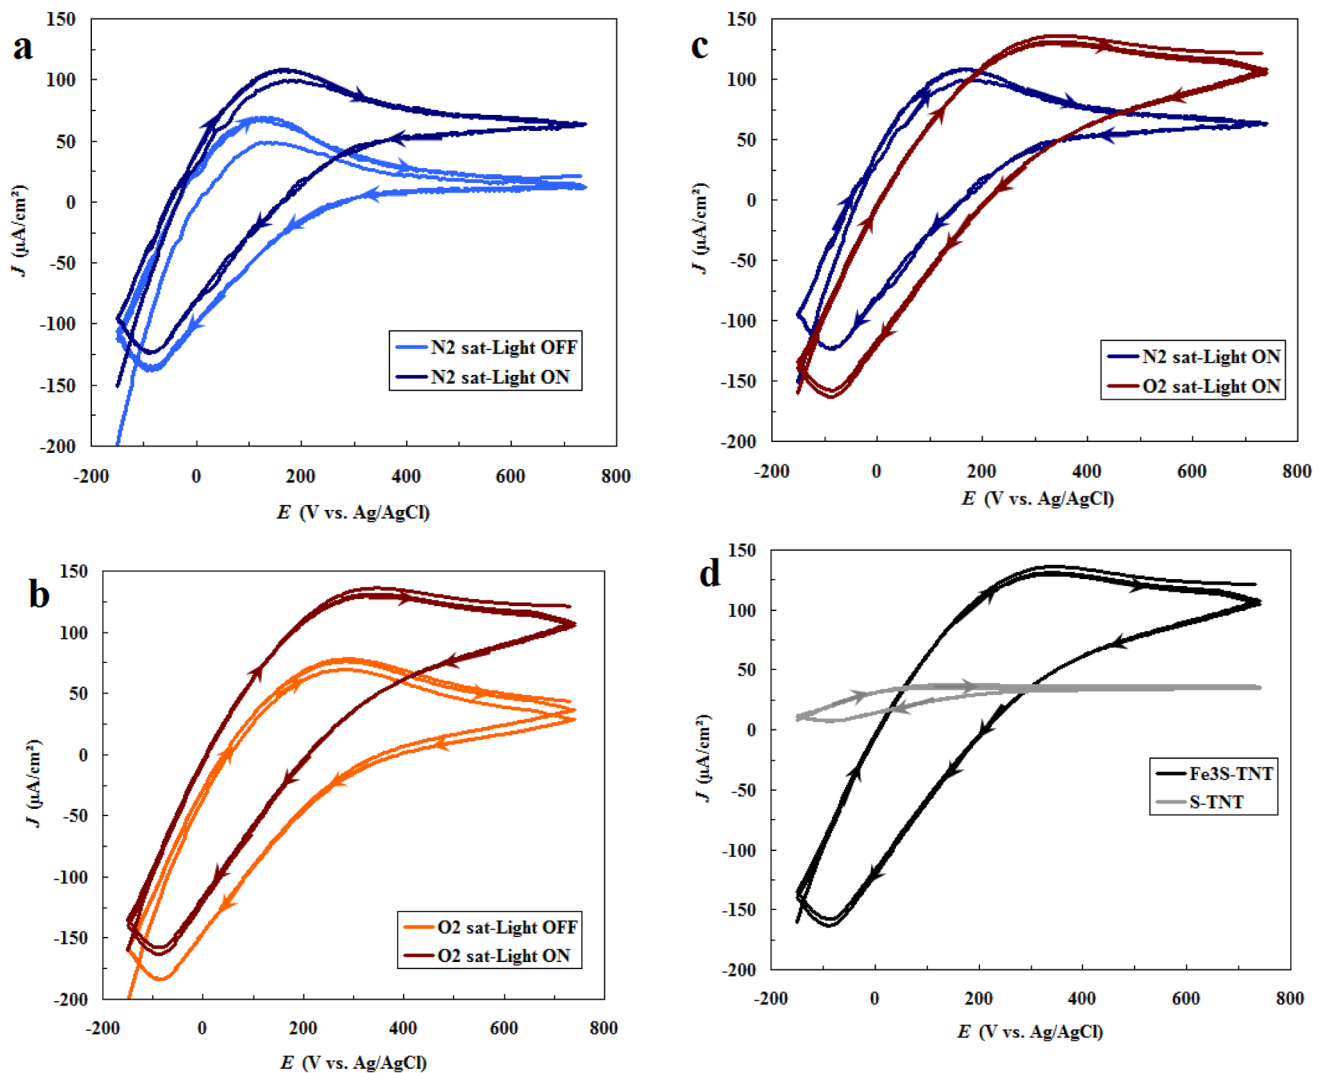 a
150
100
50
0
-50
-100
-150
-200
J (µA/cm²)
N2 sat-Light OFF
N2 sat-Light ON
-200 0 200 400 600 800
E (V vs. Ag/AgCl)
b
150
100
50
0
-50
-100
-150
-200
J (µA/cm²)
O2 sat-Light OFF
O2 sat-Light ON
-200 0 200 400 600 800
E (V vs. Ag/AgCl)
c
150
100
50
0
-50
-100
-150
-200
J (µA/cm²)
N2 sat-Light ON
O2 sat-Light ON
-200 0 200 400 600 800
E (V vs. Ag/AgCl)
d
150
100
50
0
-50
-100
-150
-200
J (µA/cm²)
Fe3S-TNT
S-TNT
-200 0 200 400 600 800
E (V vs. Ag/AgCl)